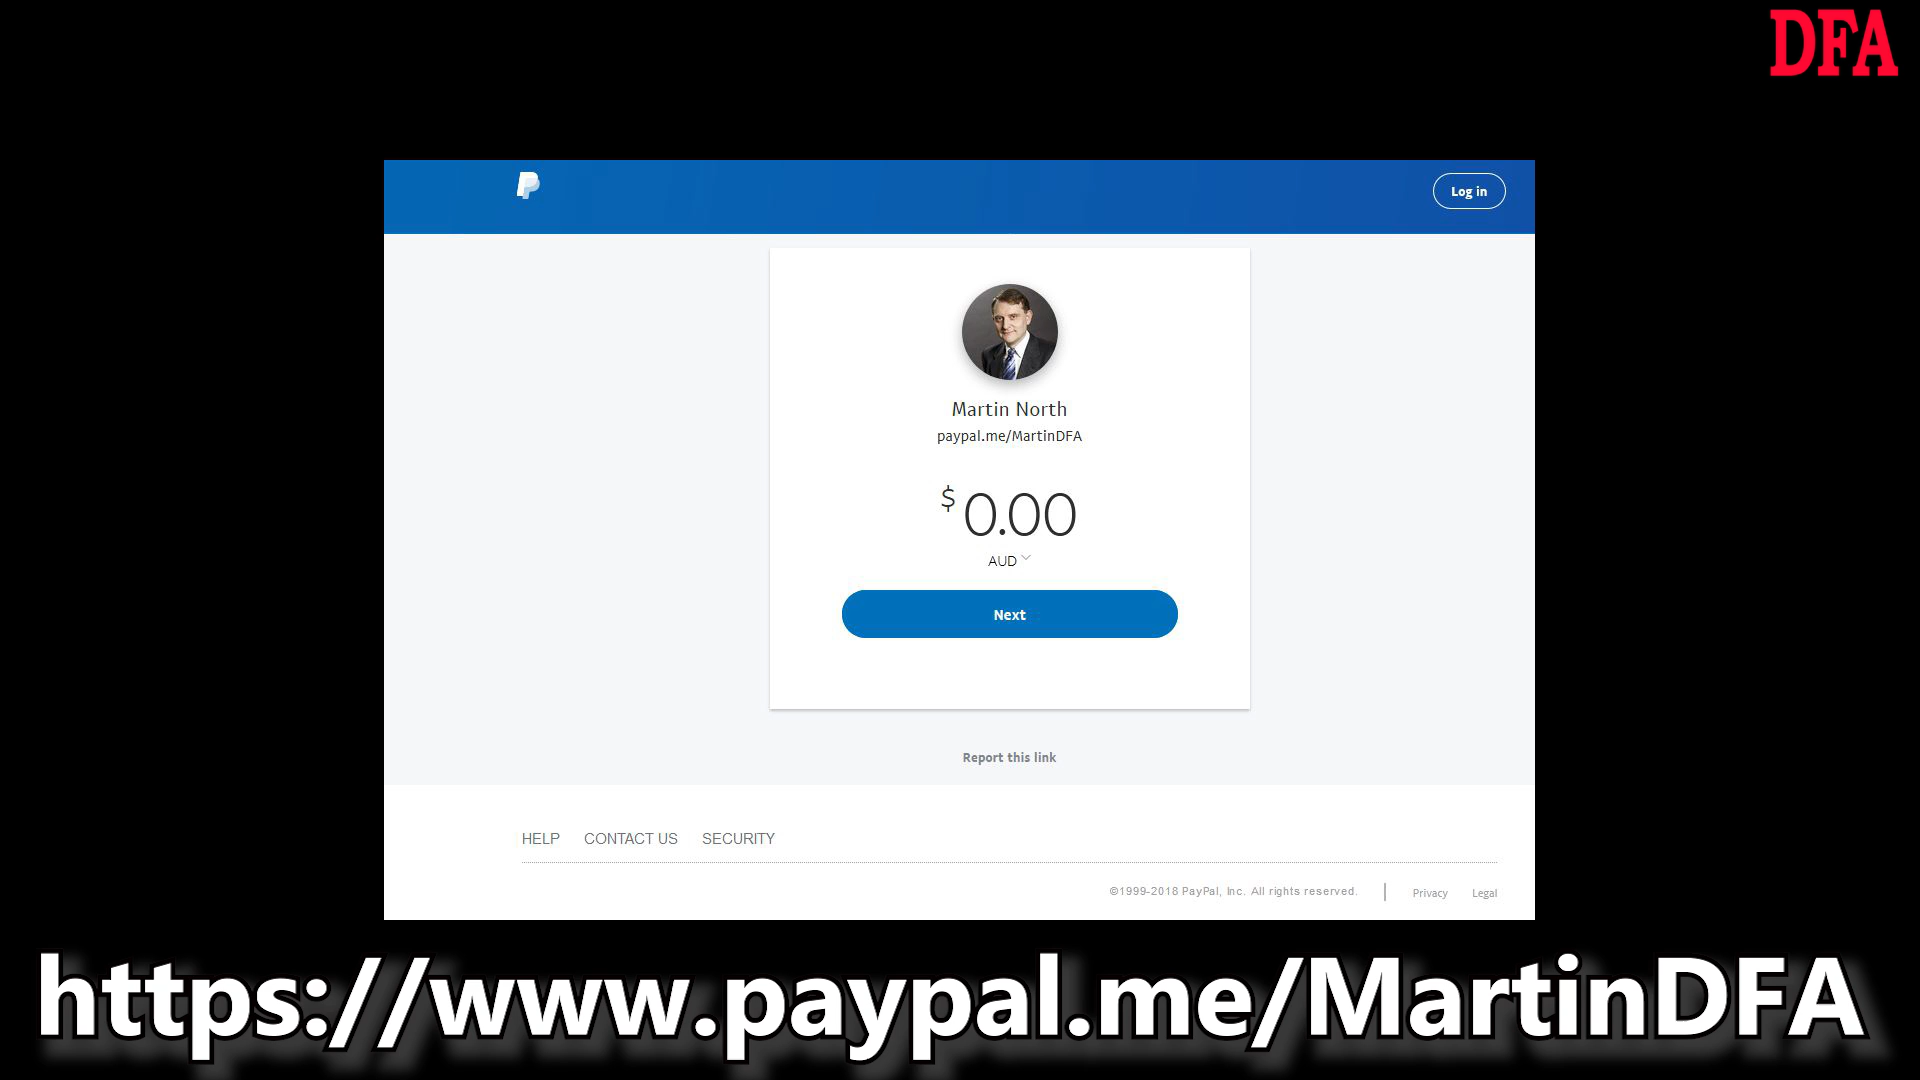 DFA
Log in
Martin North
paypal.me/MartinDFA
$ 0.00
AUD
Next
Report this link
HELP CONTACT US SECURITY
©1999-2018 PayPal, Inc. All rights reserved. | Privacy Legal
https://www.paypal.me/MartinDFA